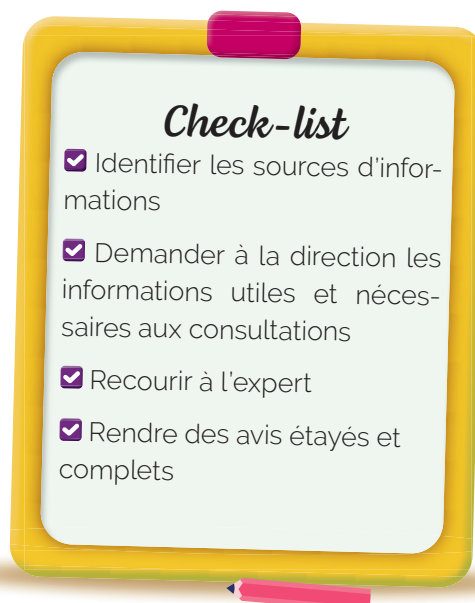 Check-list
Identifier les sources d'infor-
mations
Demander à la direction les
informations utiles et néces-
saires aux consultations
Recourir à l'expert
Rendre des avis étayés et
complets